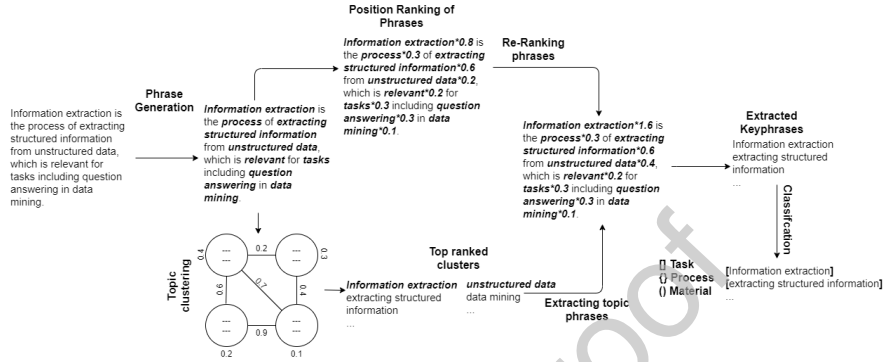 Position Ranking of
Phrases
Information extraction*0.8 is
the process*0.3 of extracting
structured information*0.6
from unstructured data*0.2,
which is relevant*0.2 for
tasks*0.3 including question
answering*0.3 in data
mining*0.1.
Re-Ranking
phrases
Phrase
Generation
Information extraction is
the process of extracting
structured information
from unstructured data,
which is relevant for
tasks including question
answering in data
mining.
Information extraction is
the process of extracting
structured information
from unstructured data,
which is relevant for tasks
including question
answering in data
mining.
Information extraction*1.6 is
the process*0.3 of extracting
structured information*0.6
from unstructured data*0.4,
which is relevant*0.2 for
tasks*0.3 including question
answering*0.3 in data
mining*0.1.
Extracted
Keyphrases
Information extraction
extracting structured
information
...
Classifcation
Topic
clustering
0.4
0.2
0.3
0.6
0.7
0.4
0.9
0.2
0.1
---
---
---
---
---
---
---
---
Top ranked
clusters
Information extraction
extracting structured
information
...
unstructured data
data mining
...
Extracting topic
phrases
[] Task
{} Process
() Material
[Information extraction]
[extracting structured information]
...
proof